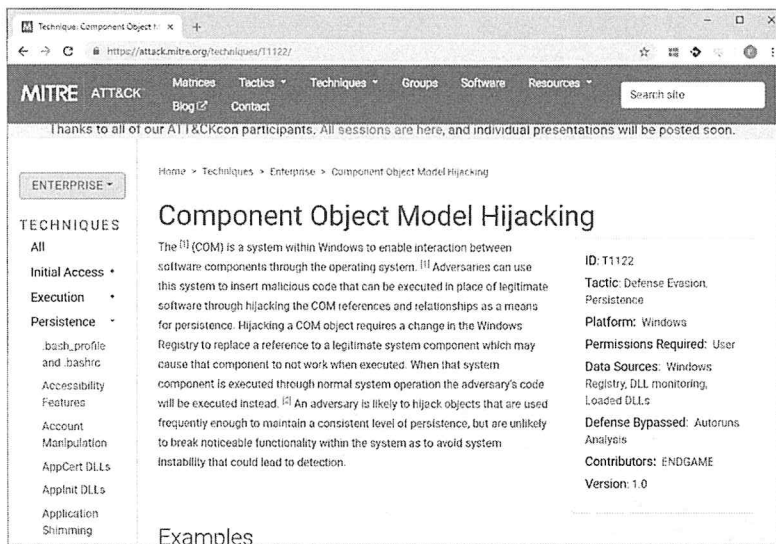 Technique: Component Object M
https://attack.mitre.org/techniques/T1122/
MITRE ATT&CK
Matrices Tactics Techniques Groups Software Resources
Blog Contact
Search site
Thanks to all of our ATT&CKcon participants. All sessions are here, and individual presentations will be posted soon.
ENTERPRISE
TECHNIQUES
All
Initial Access
Execution
Persistence
.bash_profile
and .bashrc
Accessibility
Features
Account
Manipulation
AppCert DLLs
AppInit DLLs
Application
Shimming
Home > Techniques > Enterprise > Component Object Model Hijacking
Component Object Model Hijacking
The [1] (COM) is a system within Windows to enable interaction between
software components through the operating system. [1] Adversaries can use
this system to insert malicious code that can be executed in place of legitimate
software through hijacking the COM references and relationships as a means
for persistence. Hijacking a COM object requires a change in the Windows
Registry to replace a reference to a legitimate system component which may
cause that component to not work when executed. When that system
component is executed through normal system operation the adversary's code
will be executed instead. [2] An adversary is likely to hijack objects that are used
frequently enough to maintain a consistent level of persistence, but are unlikely
to break noticeable functionality within the system as to avoid system
instability that could lead to detection.
ID: T1122
Tactic: Defense Evasion,
Persistence
Platform: Windows
Permissions Required: User
Data Sources: Windows
Registry, DLL monitoring,
Loaded DLLs
Defense Bypassed: Autoruns
Analysis
Contributors: ENDGAME
Version: 1.0
Examples